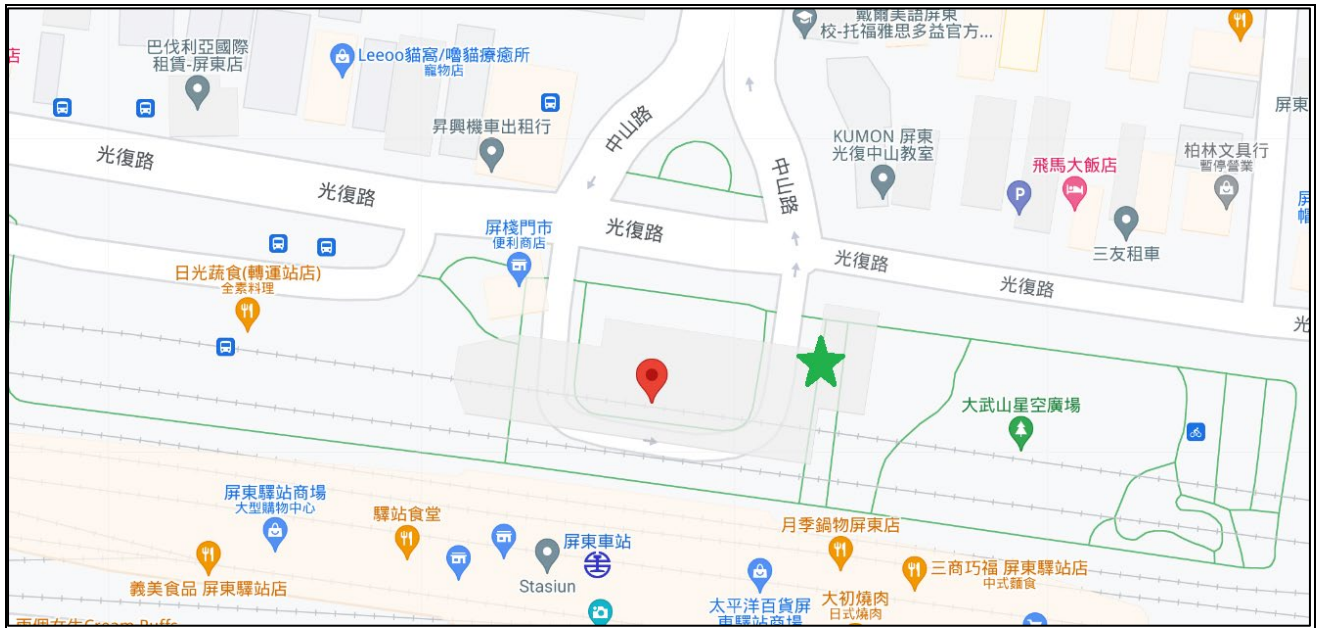 戴爾美語屏東
校-托福雅思多益官方...
巴伐利亞國際
租賃-屏東店
店
Leeoo貓窩/嚕貓療癒所
寵物店
屏東
昇興機車出租行
中山路
KUMON 屏東
光復中山教室
柏林文具行
暫停營業
光復路
飛馬大飯店
P
中山路
光復路
屏
帽
屏棧門市
便利商店
光復路
三友租車
光復路
日光蔬食(轉運站店)
全素料理
光復路
光
大武山星空廣場
屏東驛站商場
大型購物中心
驛站食堂
月季鍋物屏東店
屏東車站
三商巧福 屏東驛站店
中式麵食
義美食品 屏東驛站店
Stasiun
太平洋百貨屏
東驛站商場
大初燒肉
日式燒肉